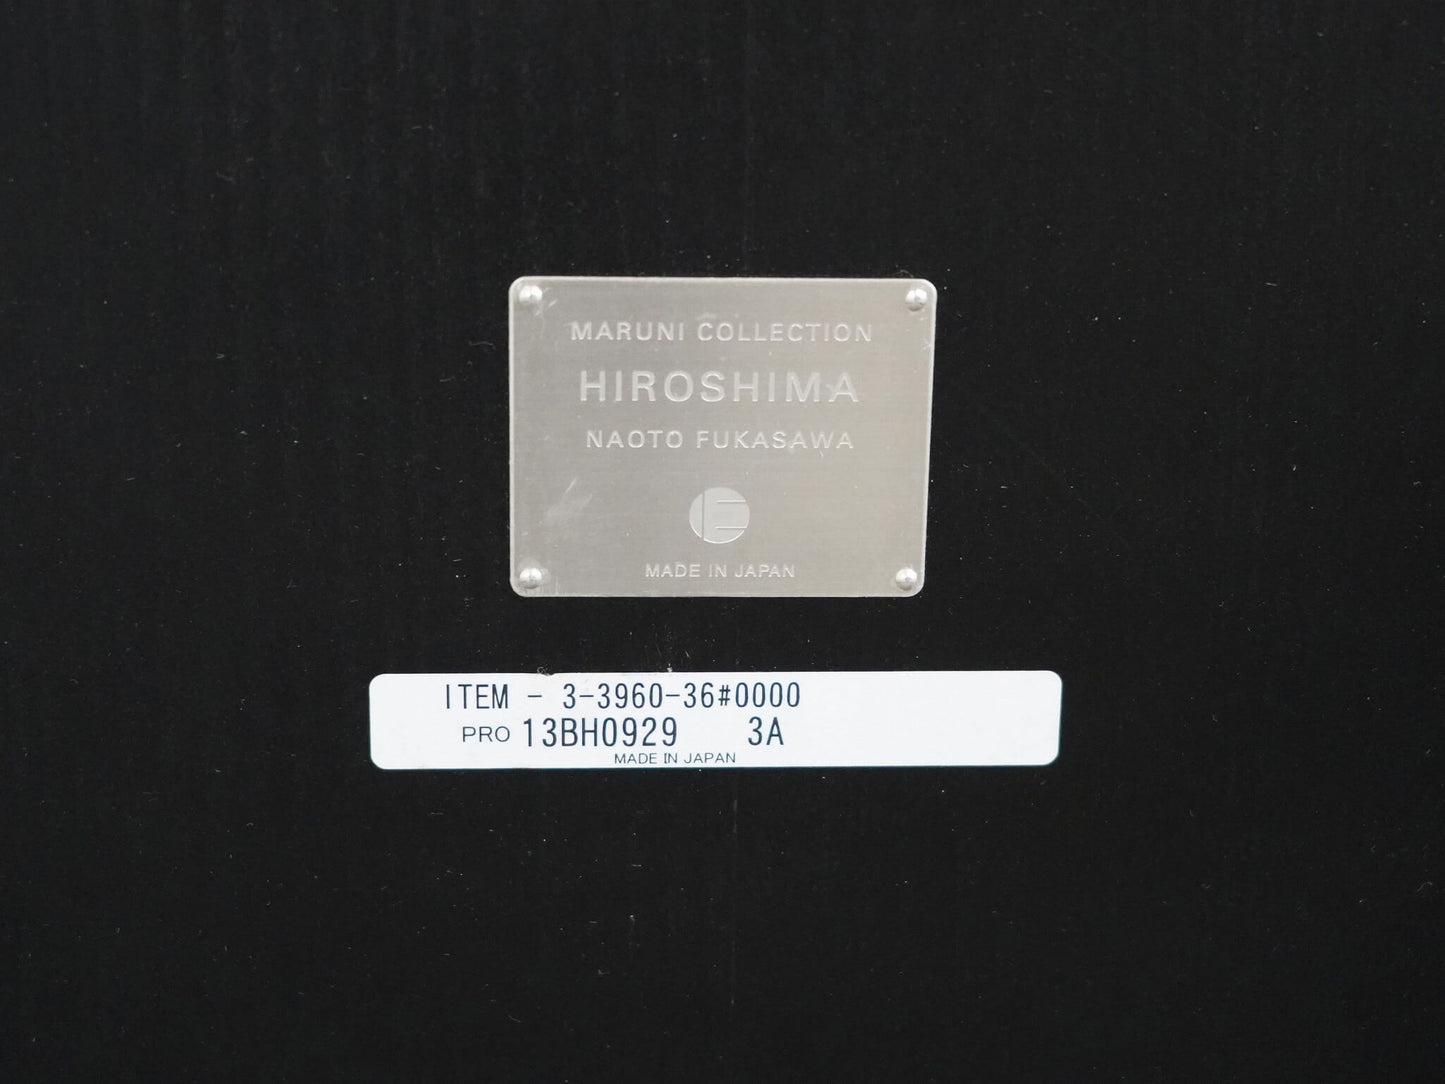 MARUNI COLLECTION
HIROSHIMA
NAOTO FUKASAWA
MADE IN JAPAN
ITEM - 3-3960-36#0000
PRO 13BH0929 3A
MADE IN JAPAN